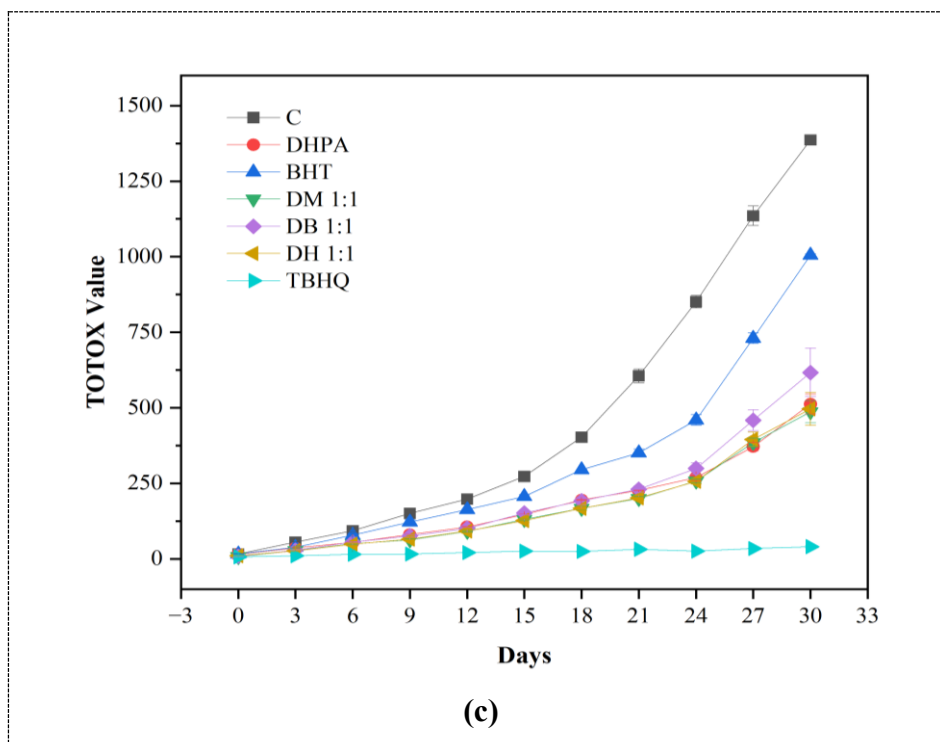 1500
1250
1000
750
500
250
0
TOTOX Value
C
DHPA
BHT
DM 1:1
DB 1:1
DH 1:1
TBHQ
−3 0 3 6 9 12 15 18 21 24 27 30 33
Days
(c)